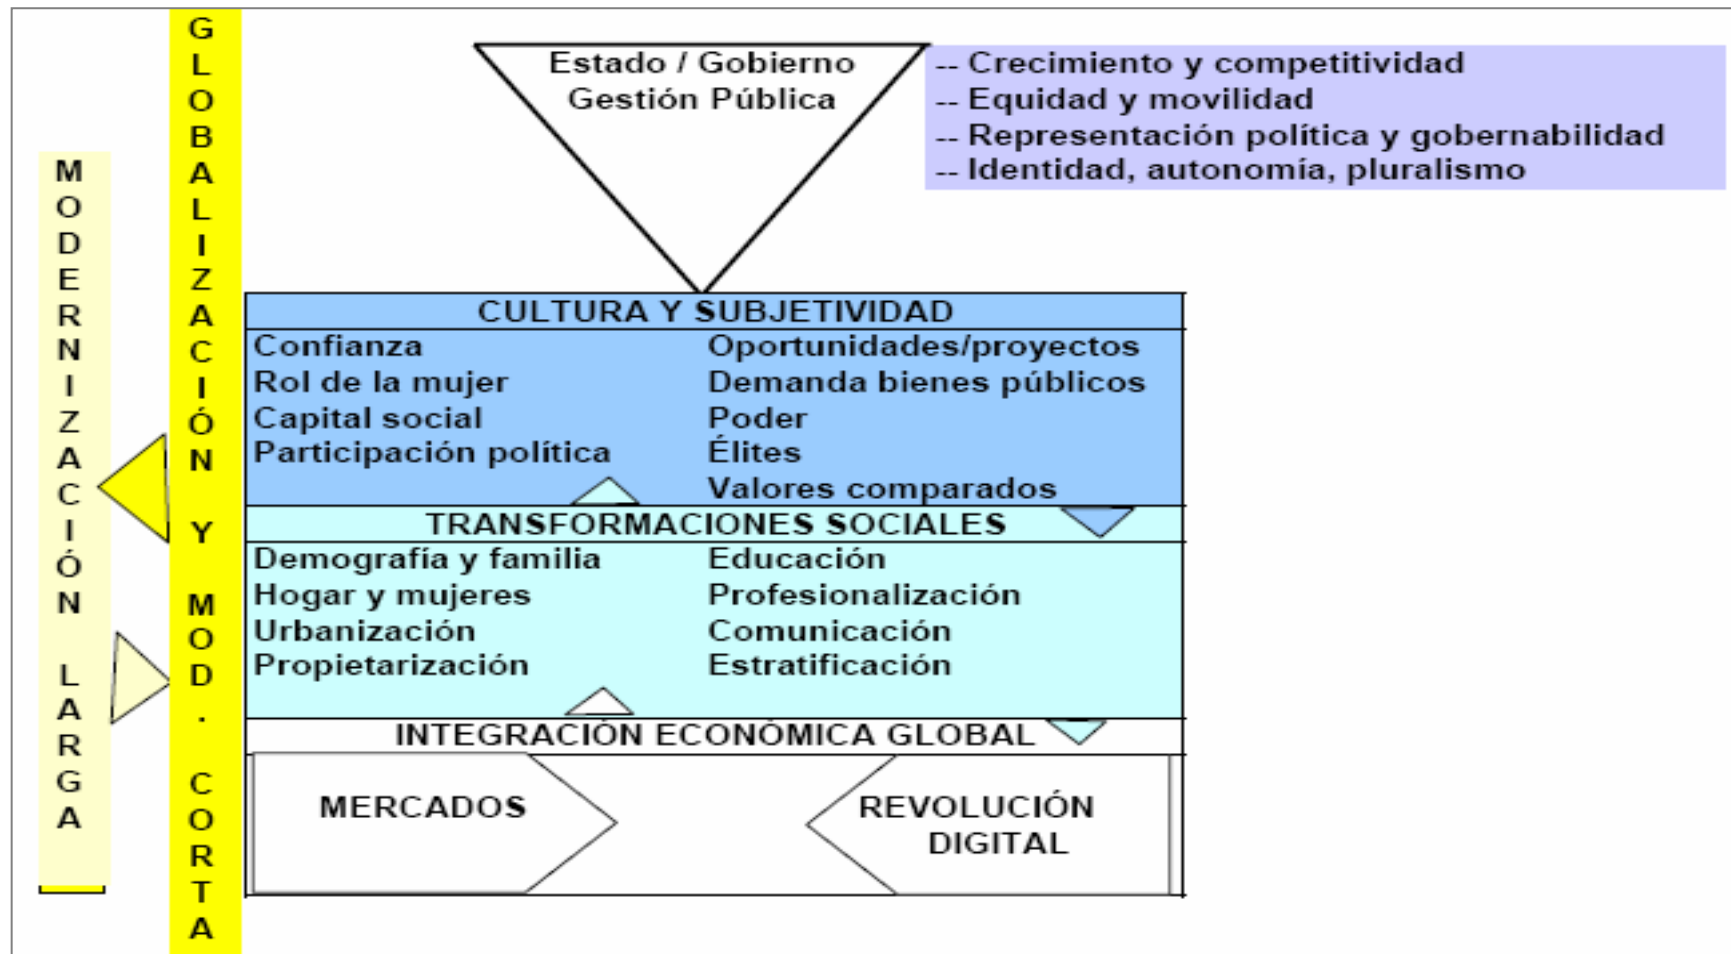 MODERNIZACIÓN LARGA
GLOBALIZACIÓN Y MOD. CORTA
Estado / Gobierno
Gestión Pública
-- Crecimiento y competitividad
-- Equidad y movilidad
-- Representación política y gobernabilidad
-- Identidad, autonomía, pluralismo
CULTURA Y SUBJETIVIDAD
Confianza
Rol de la mujer
Capital social
Participación política
Oportunidades/proyectos
Demanda bienes públicos
Poder
Élites
Valores comparados
TRANSFORMACIONES SOCIALES
Demografía y familia
Hogar y mujeres
Urbanización
Propietarización
Educación
Profesionalización
Comunicación
Estratificación
INTEGRACIÓN ECONÓMICA GLOBAL
MERCADOS
REVOLUCIÓN
DIGITAL